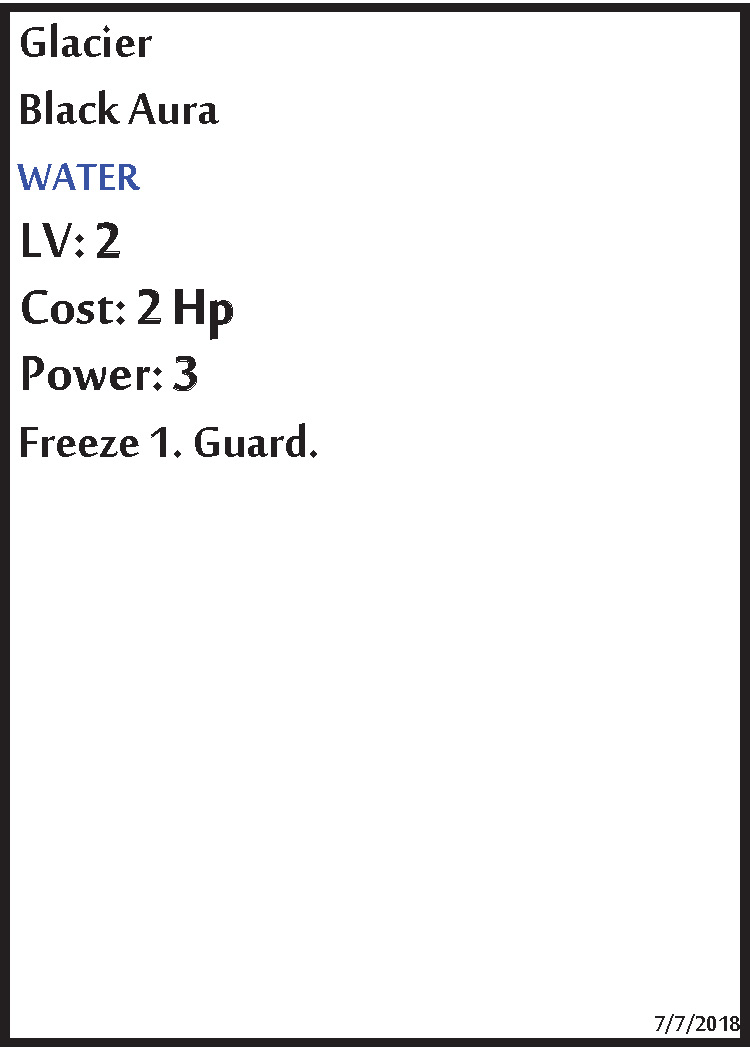 Glacier
Black Aura
WATER
LV: 2
Cost: 2 Hp
Power: 3
Freeze 1. Guard.
7/7/2018